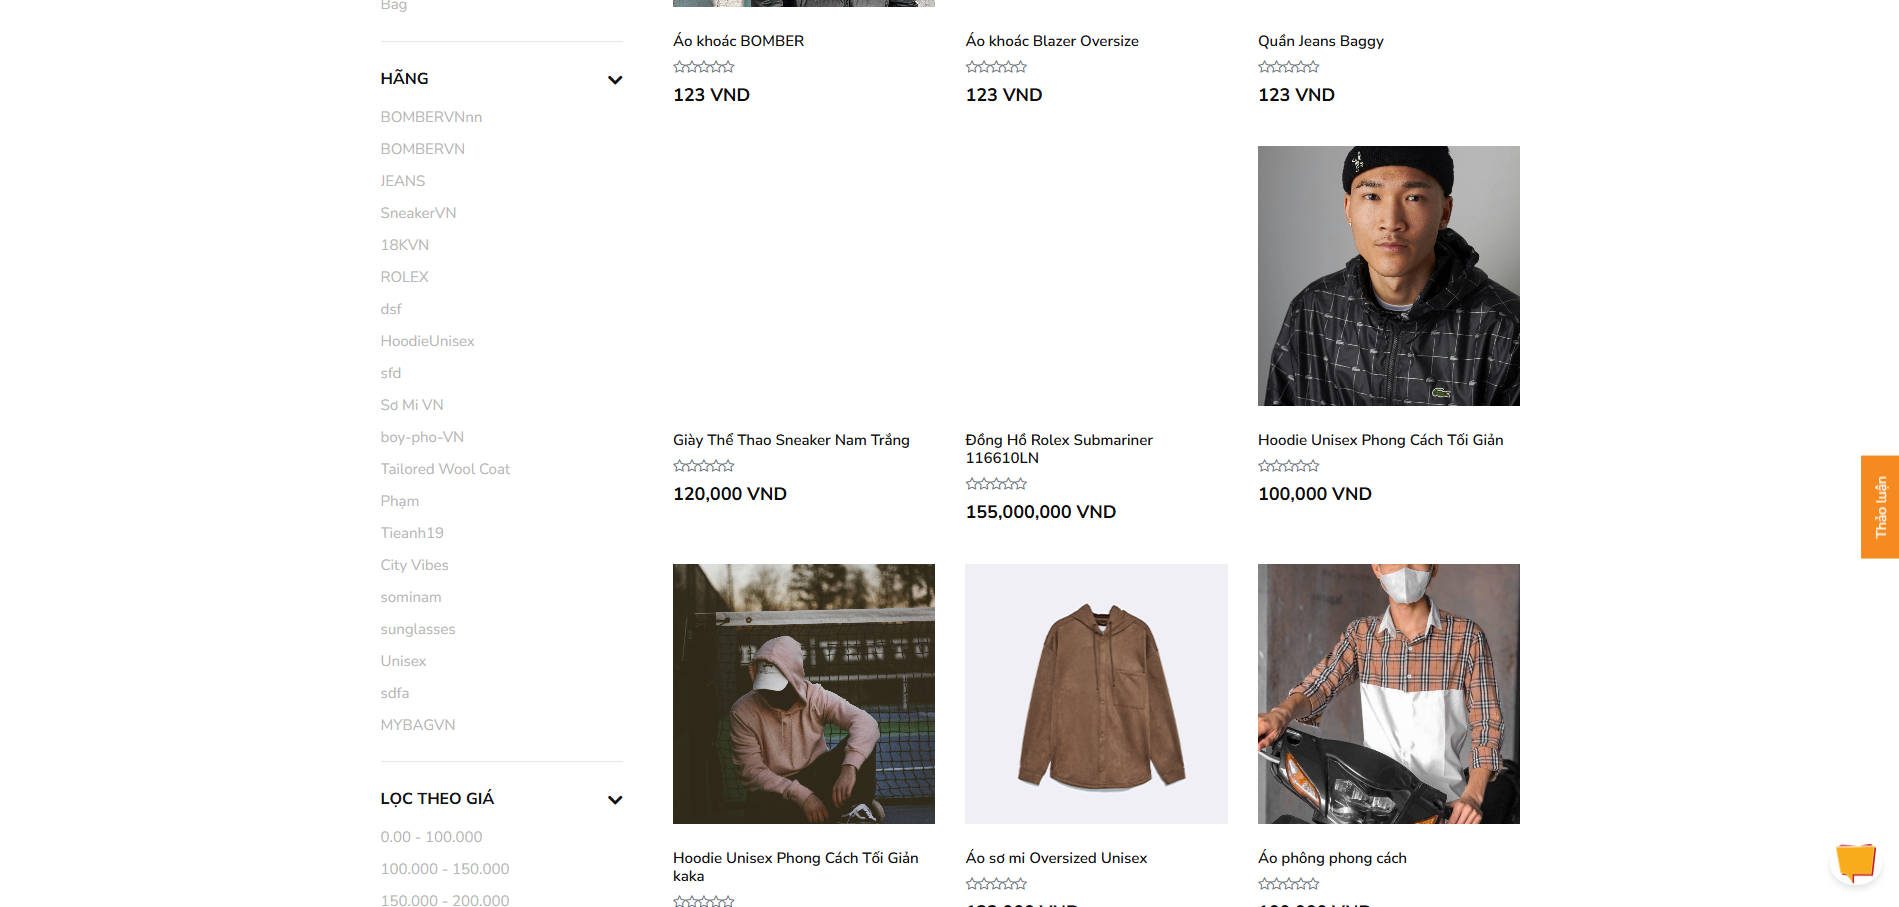 Bag
HÃNG
BOMBERVNnn
BOMBERVN
JEANS
SneakerVN
18KVN
ROLEX
dsf
HoodieUnisex
sfd
Sơ Mi VN
boy-pho-VN
Tailored Wool Coat
Phạm
Tieanh19
City Vibes
sominam
sunglasses
Unisex
sdfa
MYBAGVN
LỌC THEO GIÁ
0.00 - 100.000
100.000 - 150.000
150.000 - 200.000
Áo khoác BOMBER
123 VND
Áo khoác Blazer Oversize
123 VND
Quần Jeans Baggy
123 VND
Giày Thể Thao Sneaker Nam Trắng
120,000 VND
Đồng Hồ Rolex Submariner
116610LN
155,000,000 VND
Hoodie Unisex Phong Cách Tối Giản
100,000 VND
Hoodie Unisex Phong Cách Tối Giản
kaka
Áo sơ mi Oversized Unisex
Áo phông phong cách
Thảo luận